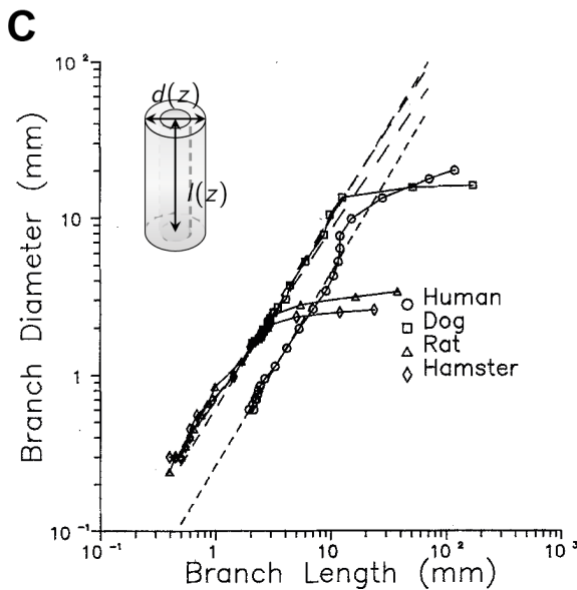 C
10²
10
1
10⁻¹
Branch Diameter (mm)
d(z)
l(z)
Human
Dog
Rat
Hamster
10⁻¹
1
10
10²
10³
Branch Length (mm)